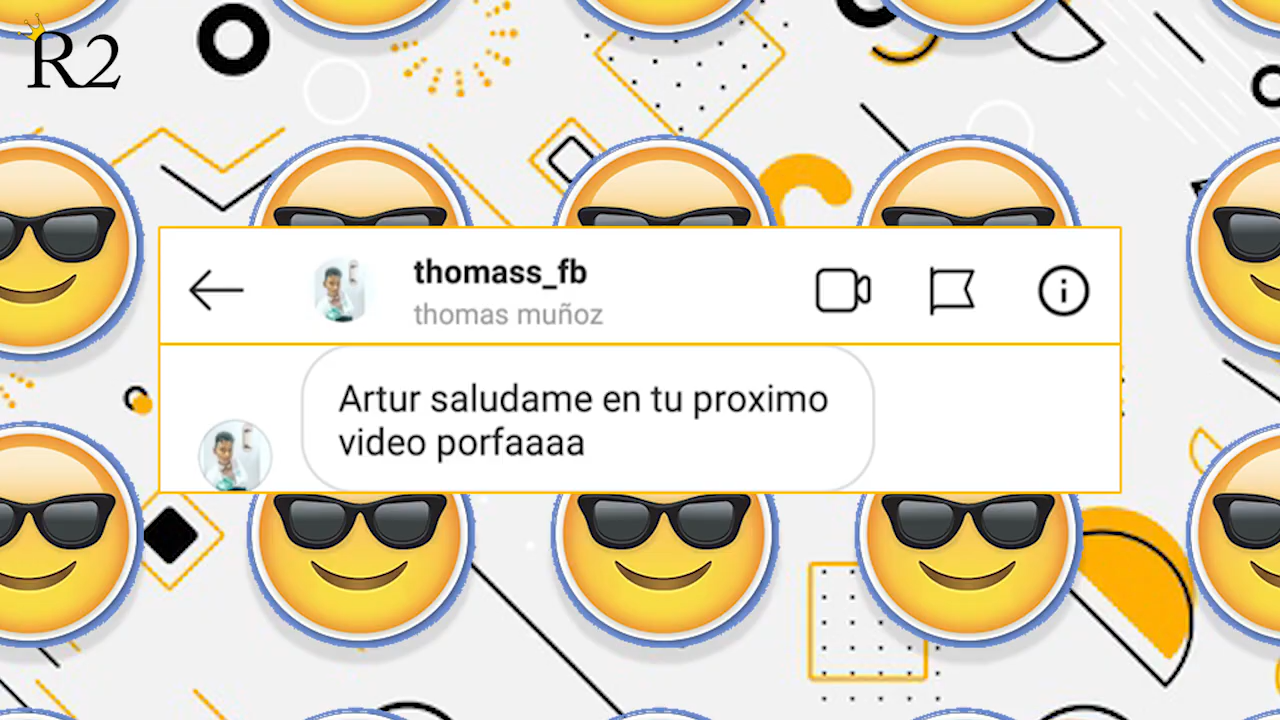 R2
thomass_fb
thomas muñoz
Artur saludame en tu proximo
video porfaaaa